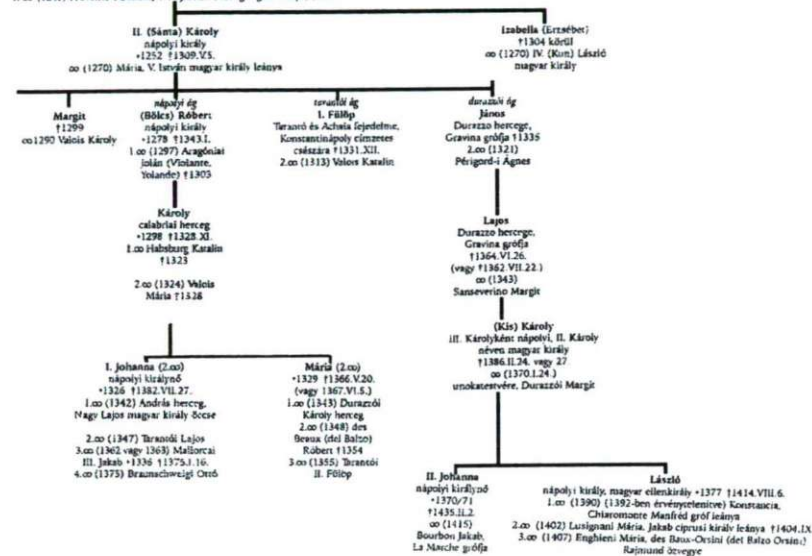 II. (Sánta) Károly
nápolyi király
*1252 †1309.V.5.
∞ (1270) Mária, V. István magyar király leánya
Izabella (Erzsébet)
†1304 körül
∞ (1270) IV. (Kun) László
magyar király
Margit
†1299
∞1290 Valois Károly
nápolyi ág
(Bölcs) Róbert
nápolyi király
*1278 †1343.I.
1.∞ (1297) Aragóniai
Jolán (Violante,
Yolande) †1303
tarantói ág
I. Fülöp
Tarantó és Achaia fejedelme,
Konstantinápoly címzetes
császára †1331.XII.
2.∞ (1313) Valois Katalin
durazzói ág
János
Durazzo hercege,
Gravina grófja †1335
2.∞ (1321)
Périgord-i Ágnes
Károly
calabriai herceg
*1298 †1328.XI.
1.∞ Habsburg Katalin
†1323
2.∞ (1324) Valois
Mária †1328
Lajos
Durazzo hercege,
Gravina grófja
†1364.VI.26.
(vagy †1362.VII.22.)
∞ (1343)
Sanseverino Margit
(Kis) Károly
III. Károlyként nápolyi, II. Károly
néven magyar király
†1386.II.24. vagy 27.
∞ (1370.I.24.)
unokatestvére, Durazzói Margit
I. Johanna (2.∞)
nápolyi királynő
*1326 †1382.VII.27.
1.∞ (1342) András herceg,
Nagy Lajos magyar király öccse
2.∞ (1347) Tarantói Lajos
3.∞ (1362 vagy 1363) Mallorcai
III. Jakab *1336 †1375.I.16.
4.∞ (1375) Braunschweigi Ottó
Mária (2.∞)
*1329 †1366.V.20.
(vagy 1367.VI.5.)
1.∞ (1343) Durazzói
Károly herceg
2.∞ (1348) des
Beaux (del Balzo)
Róbert †1354
3.∞ (1355) Tarantói
II. Fülöp
II. Johanna
nápolyi királynő
*1370/71
†1435.II.2.
∞ (1415)
Bourbon Jakab,
La Marche grófja
László
nápolyi király, magyar ellenkirály *1377 †1414.VIII.6.
1.∞ (1390) (1392-ben érvénytelenítve) Konstancia,
Chiaromonte Manfréd gróf leánya
2.∞ (1402) Lusignani Mária, Jakab ciprusi király leánya †1404.IX
3.∞ (1407) Enghieni Mária, des Baux-Orsini (del Balzo Orsini)
Rajmund özvegye